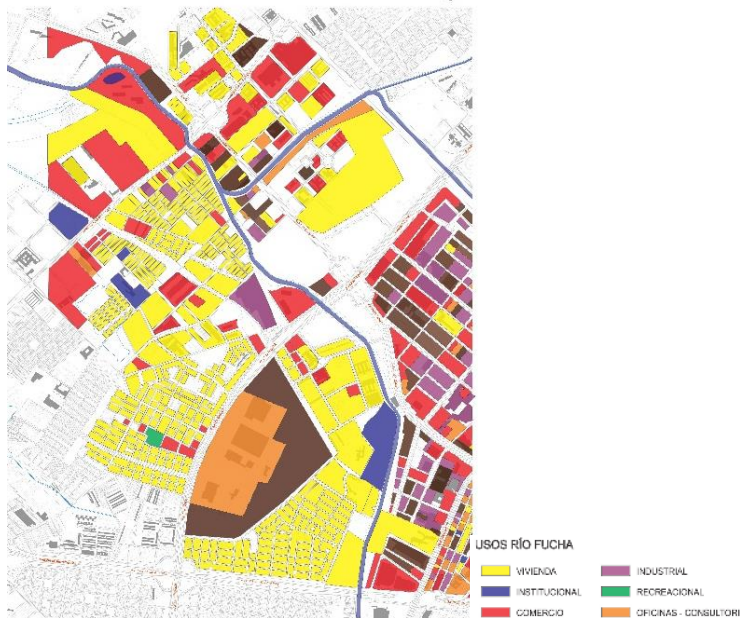 USOS RÍO FUCHA
VIVIENDA
INDUSTRIAL
INSTITUCIONAL
RECREACIONAL
COMERCIO
OFICINAS - CONSULTORI